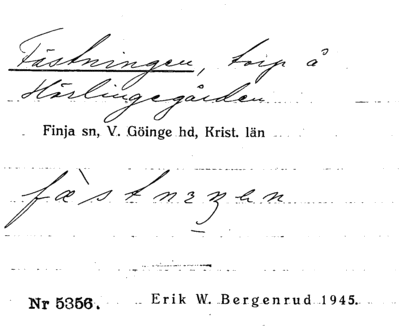 Fästningen, torp å
Hörlingegården
Finja sn, V. Göinge hd, Krist. län
Nr 5356. Erik W. Bergenrud 1945.